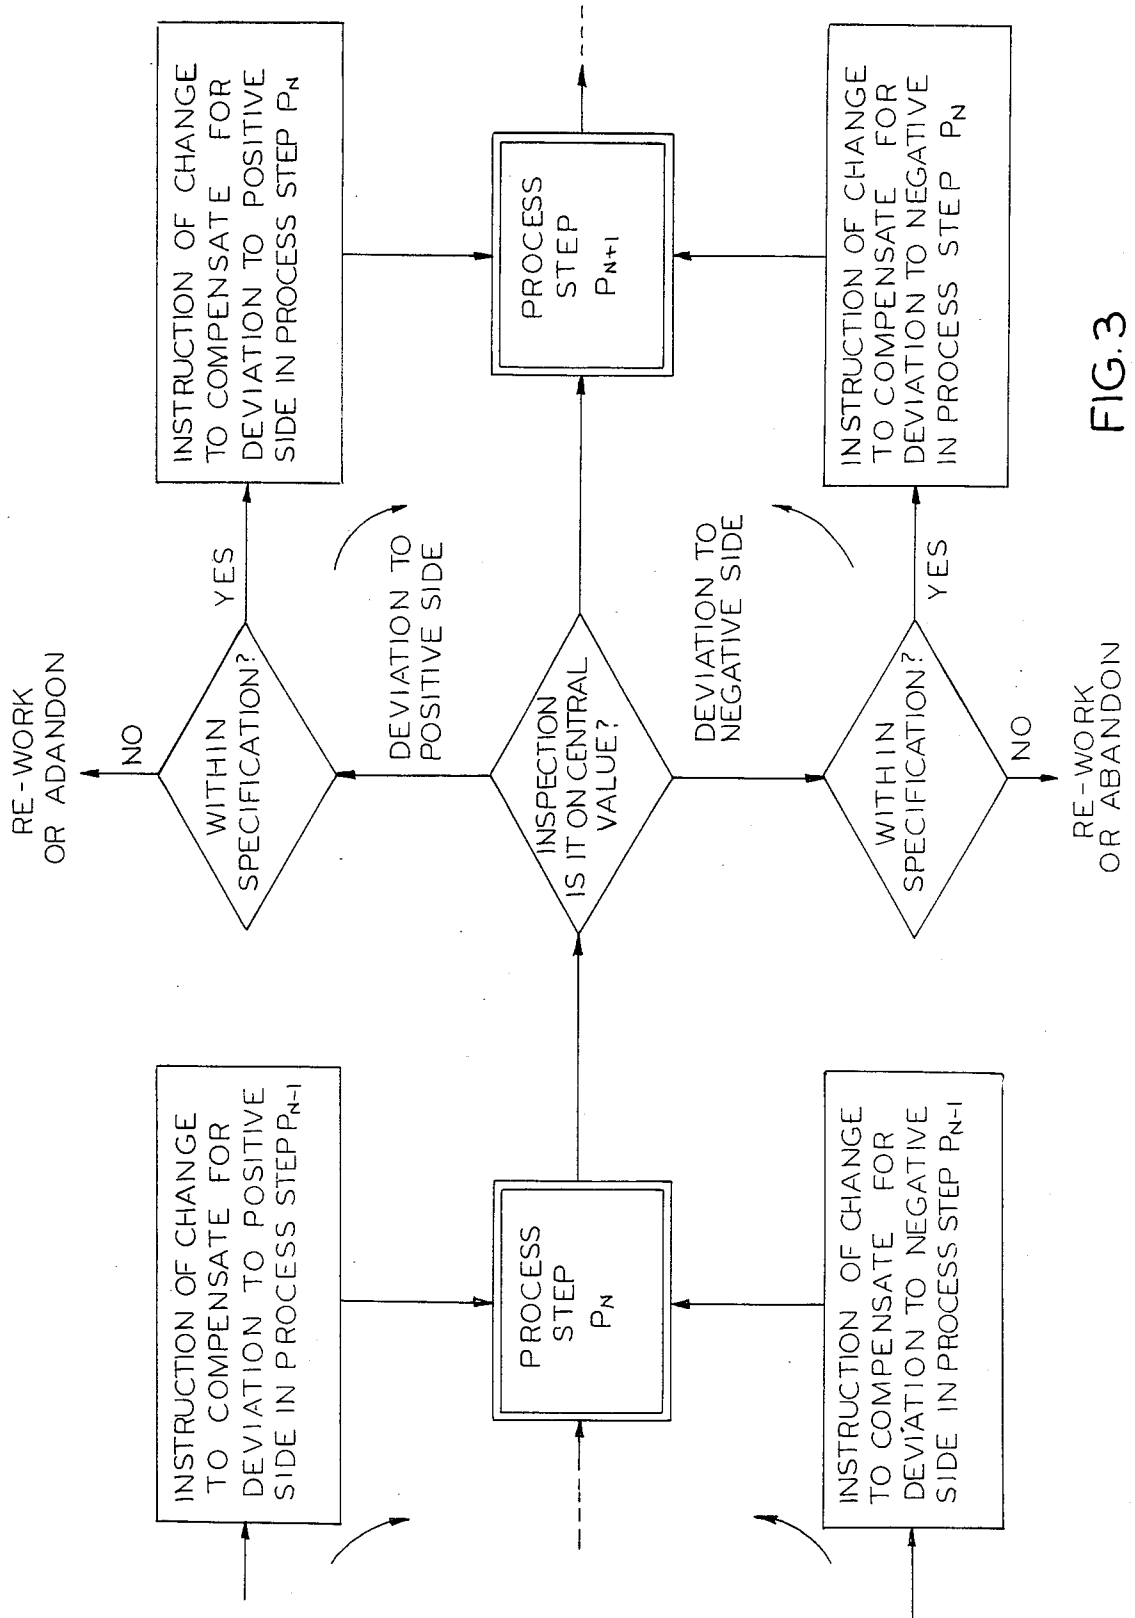 RE-WORK
OR ADANDON
NO
INSTRUCTION OF CHANGE
TO COMPENSATE FOR
DEVIATION TO POSITIVE
SIDE IN PROCESS STEP PN-1
WITHIN
SPECIFICATION?
YES
INSTRUCTION OF CHANGE
TO COMPENSATE FOR
DEVIATION TO POSITIVE
SIDE IN PROCESS STEP PN
DEVIATION TO
POSITIVE SIDE
PROCESS
STEP
PN
INSPECTION
IS IT ON CENTRAL
VALUE?
PROCESS
STEP
PN+1
DEVIATION TO
NEGATIVE SIDE
INSTRUCTION OF CHANGE
TO COMPENSATE FOR
DEVIATION TO NEGATIVE
SIDE IN PROCESS STEP PN-1
WITHIN
SPECIFICATION?
YES
INSTRUCTION OF CHANGE
TO COMPENSATE FOR
DEVIATION TO NEGATIVE
IN PROCESS STEP PN
NO
RE-WORK
OR ABANDON
FIG. 3